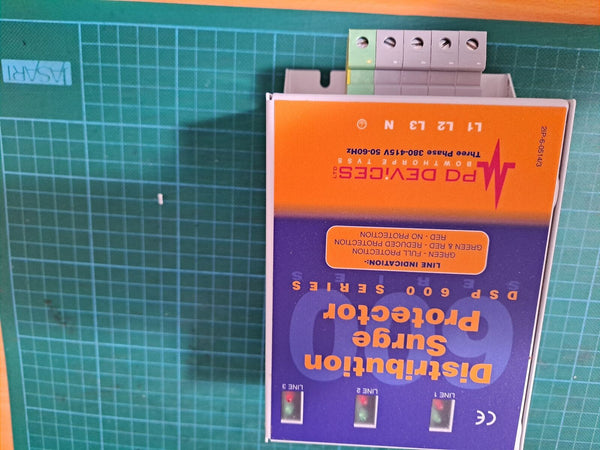 CE
LINE 1
LINE 2
LINE 3
600
Distribution
Surge
Protector
SERIES
DSP 600 SERIES
LINE INDICATION:-
GREEN - FULL PROTECTION
GREEN & RED - REDUCED PROTECTION
RED - NO PROTECTION
PQ DEVICES
BOWTHORPE TVSS
Three Phase 380-415V 50-60Hz
L1 L2 L3 N